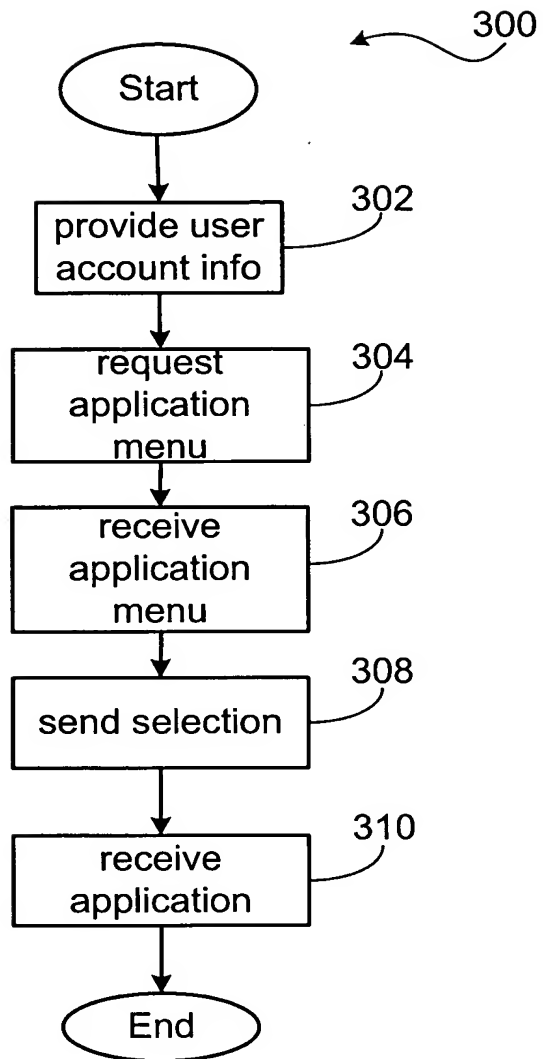 300
Start
302
provide user
account info
304
request
application
menu
306
receive
application
menu
308
send selection
310
receive
application
End